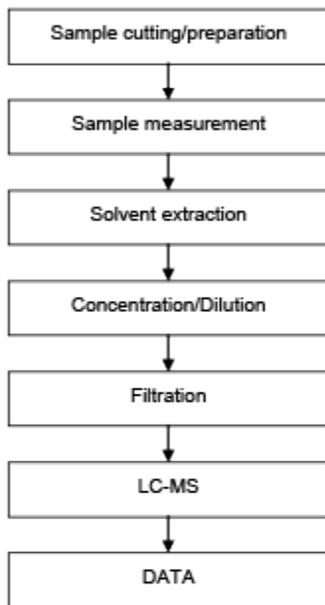 Sample cutting/preparation
Sample measurement
Solvent extraction
Concentration/Dilution
Filtration
LC-MS
DATA